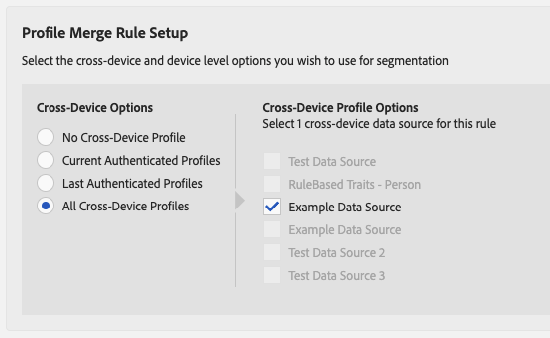 Profile Merge Rule Setup
Select the cross-device and device level options you wish to use for segmentation
Cross-Device Options
No Cross-Device Profile
Current Authenticated Profiles
Last Authenticated Profiles
All Cross-Device Profiles
Cross-Device Profile Options
Select 1 cross-device data source for this rule
Test Data Source
RuleBased Traits - Person
Example Data Source
Example Data Source
Test Data Source 2
Test Data Source 3